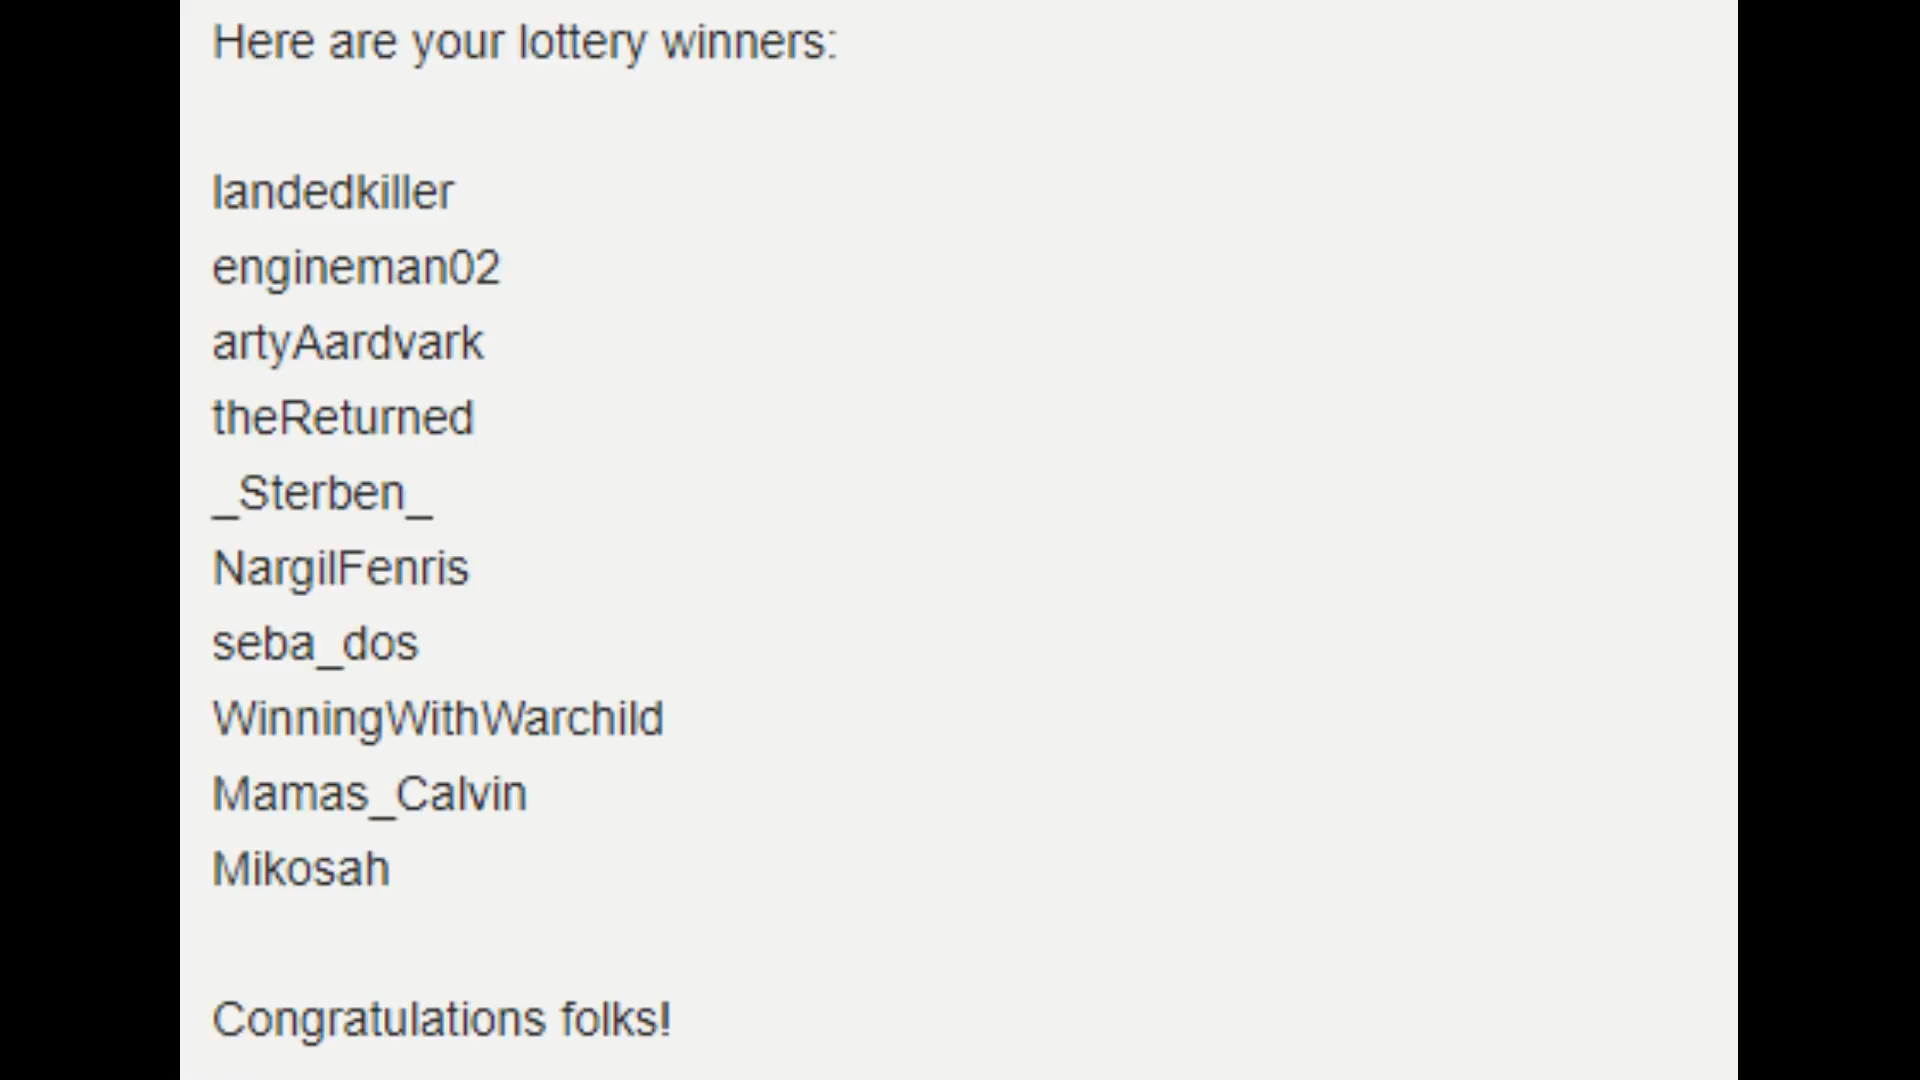 Here are your lottery winners:
landedkiller
engineman02
artyAardvark
theReturned
_Sterben_
NargilFenris
seba_dos
WinningWithWarchild
Mamas_Calvin
Mikosah
Congratulations folks!